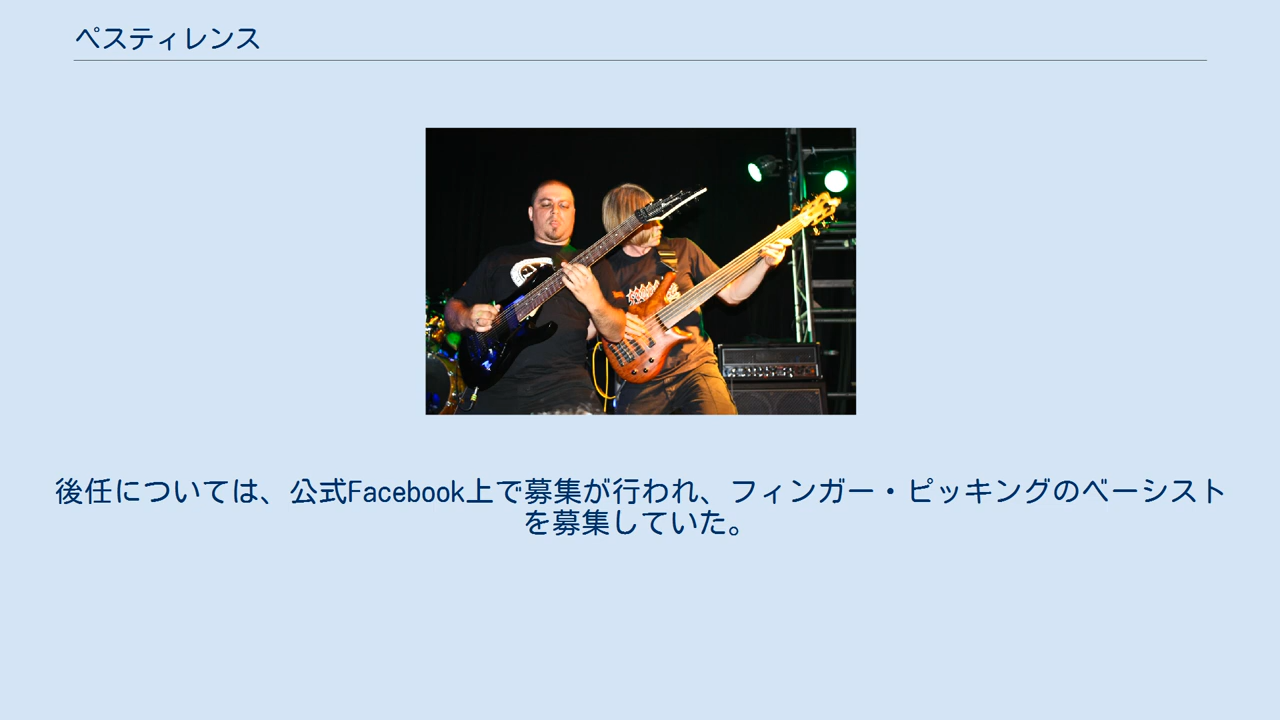 ペスティレンス
後任については、公式Facebook上で募集が行われ、フィンガー・ピッキングのベーシスト
を募集していた。